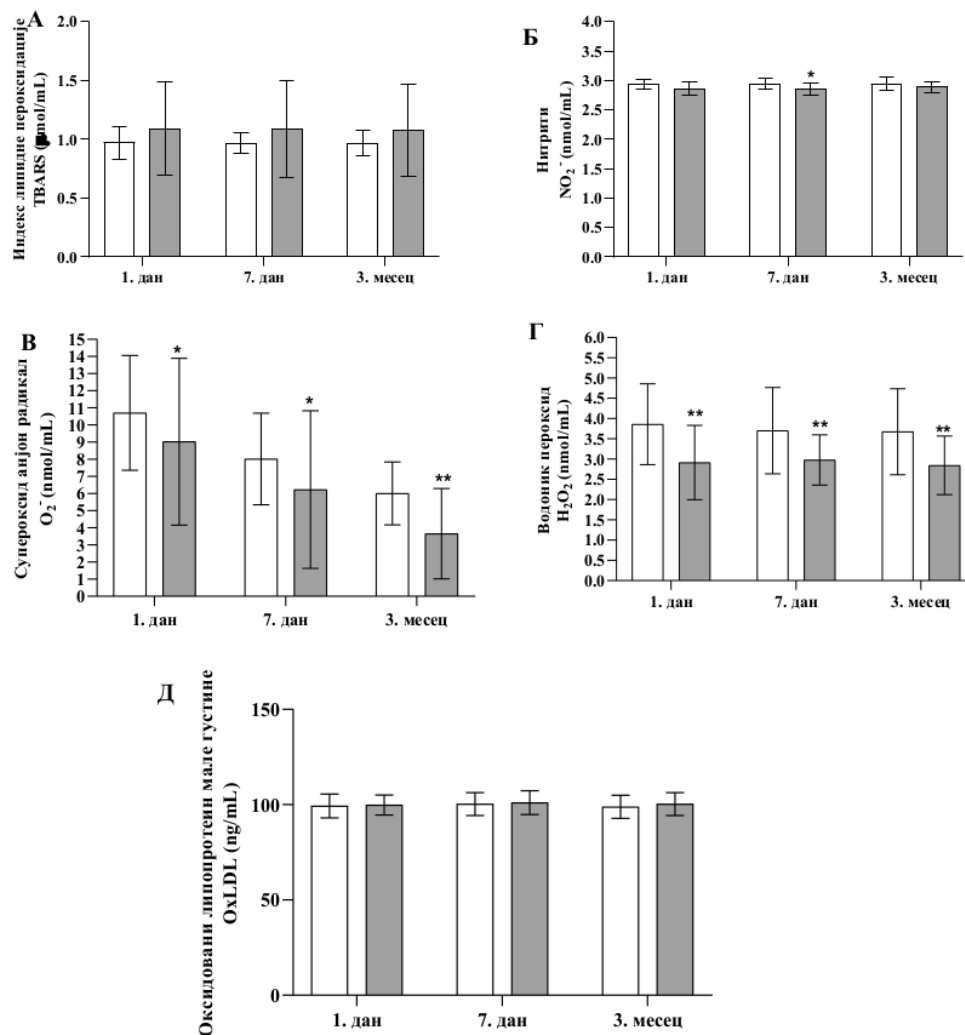 А
Индекс липидне пероксидације
TBARS (nmol/mL)
2.0
1.5
1.0
0.5
0.0
1. дан
7. дан
3. месец
Б
Нитрити
NO₂⁻ (nmol/mL)
4.0
3.5
3.0
2.5
2.0
1.5
1.0
0.5
0.0
*
1. дан
7. дан
3. месец
В
Супероксид анјон радикал
O₂⁻ (nmol/mL)
15
14
13
12
11
10
9
8
7
6
5
4
3
2
1
0
*
*
**
1. дан
7. дан
3. месец
Г
Водоник пероксид
H₂O₂ (nmol/mL)
6.0
5.5
5.0
4.5
4.0
3.5
3.0
2.5
2.0
1.5
1.0
0.5
0.0
**
**
**
1. дан
7. дан
3. месец
Д
Оксидовани липопротеин мале густине
OxLDL (ng/mL)
150
100
50
0
1. дан
7. дан
3. месец